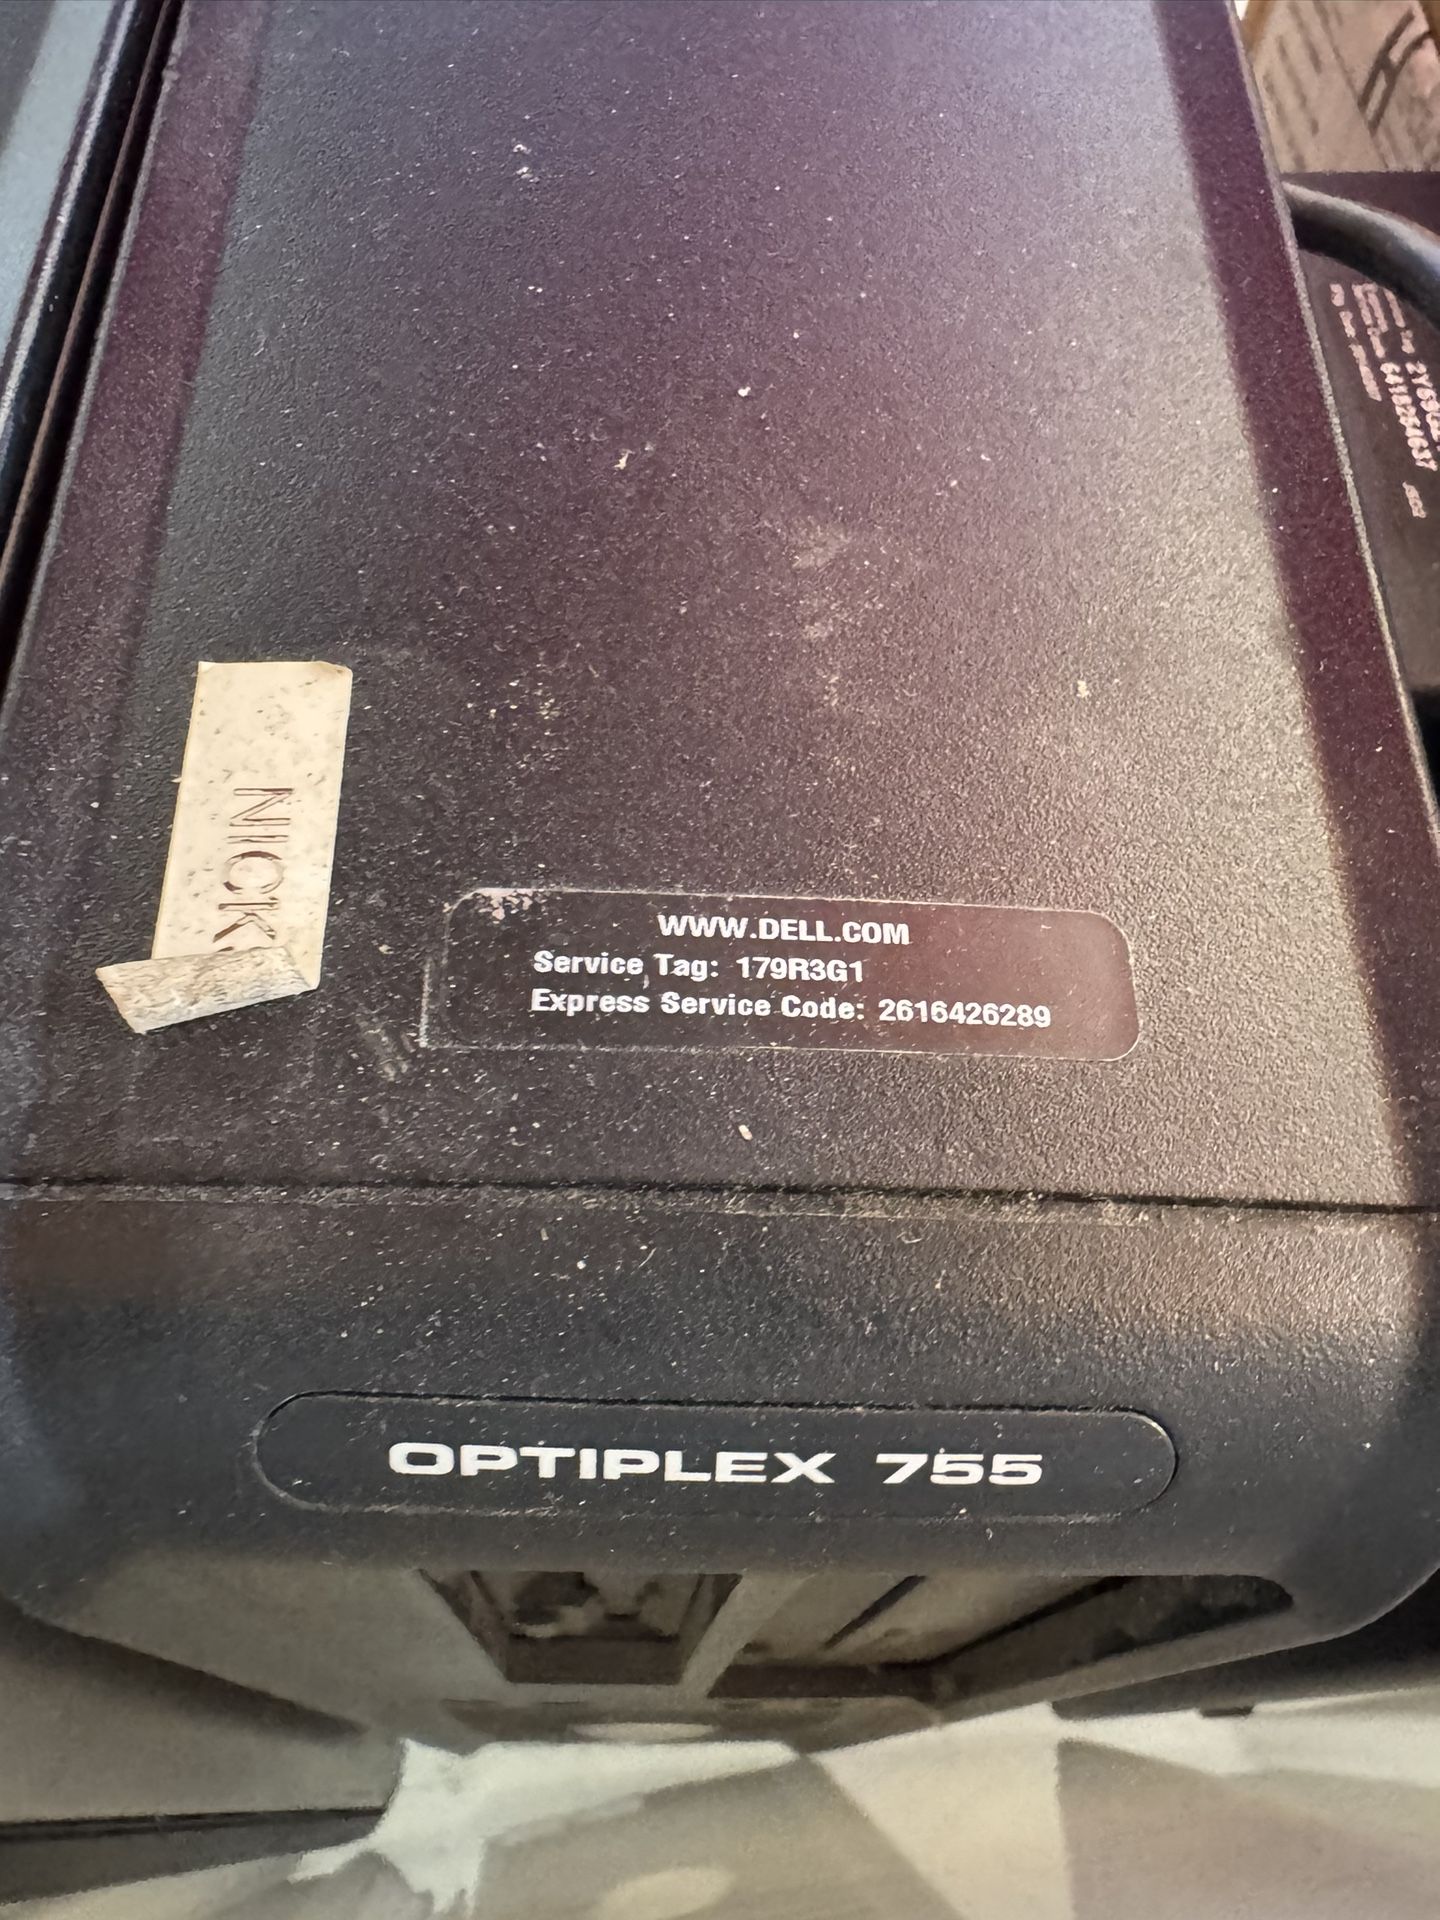 NICK
WWW.DELL.COM
Service Tag: 179R3G1
Express Service Code: 2616426289
OPTIPLEX 755